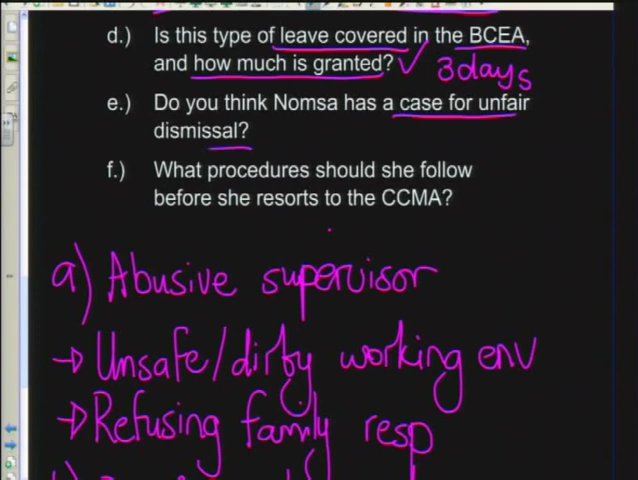 d.) Is this type of leave covered in the BCEA,
and how much is granted? ✓ 3days
e.) Do you think Nomsa has a case for unfair
dismissal?
f.) What procedures should she follow
before she resorts to the CCMA?
a) Abusive supervisor
→ Unsafe/dirty working env
→ Refusing family resp